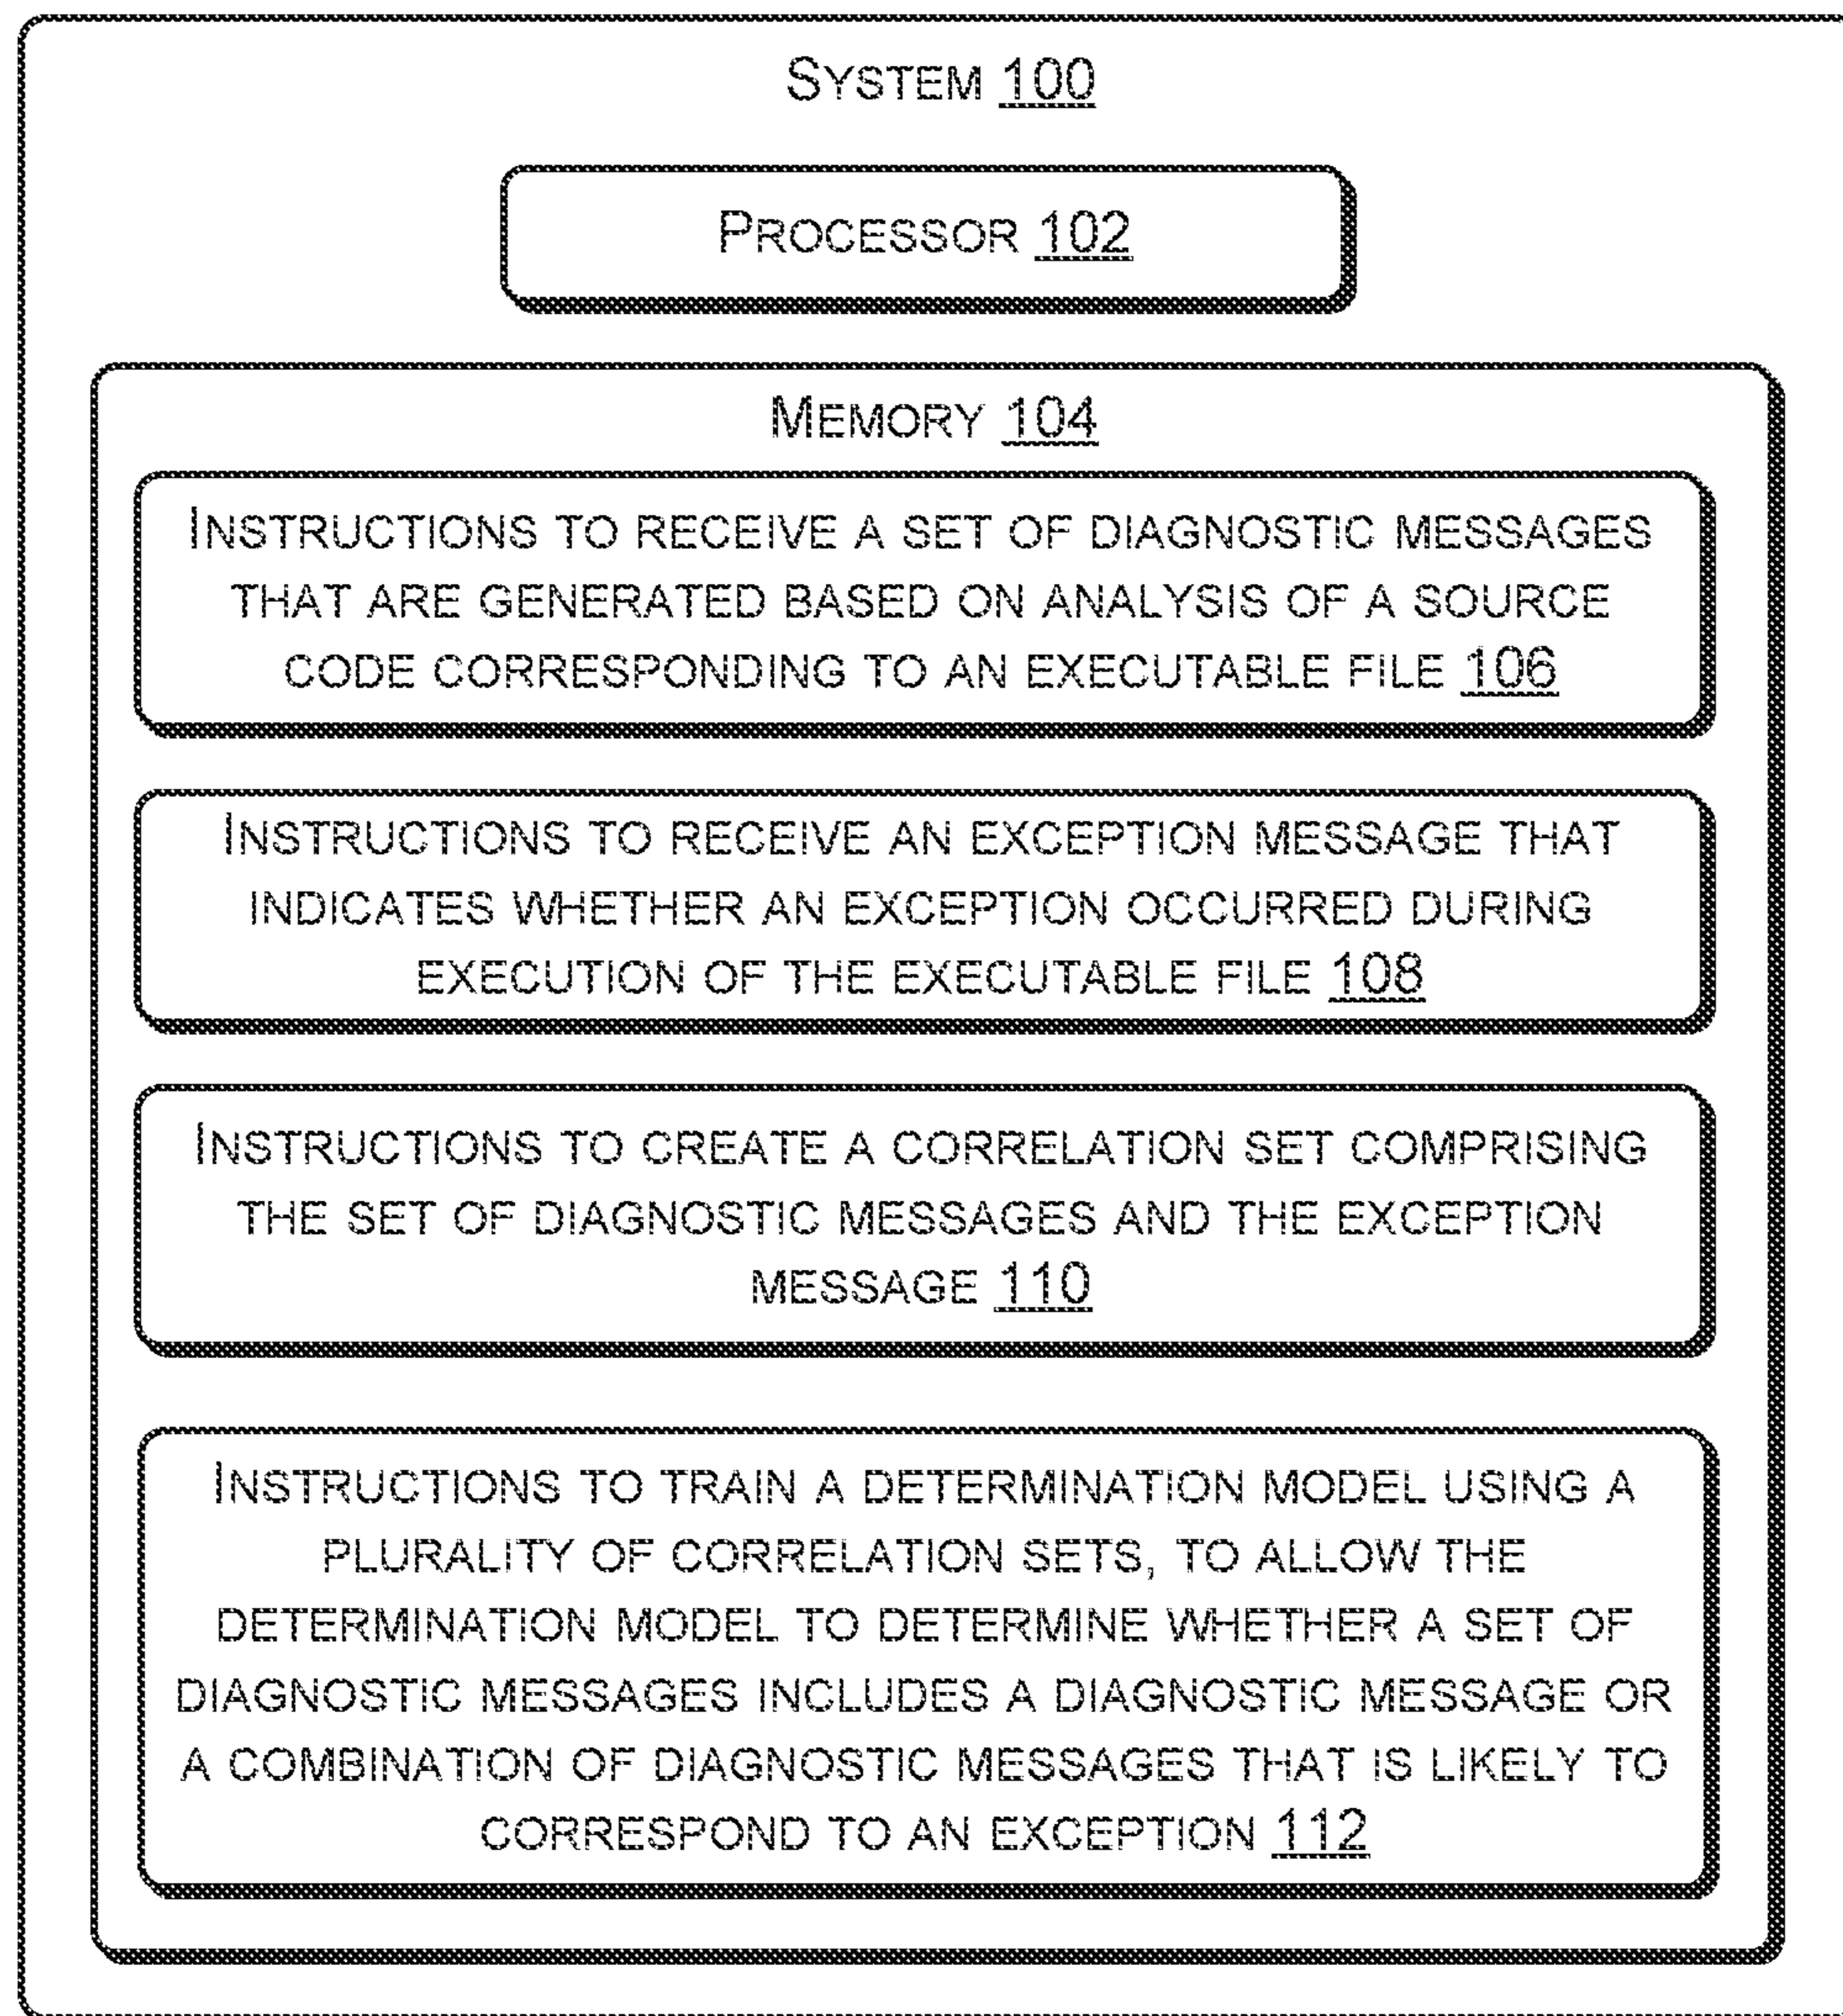 SYSTEM 100
PROCESSOR 102
MEMORY 104
INSTRUCTIONS TO RECEIVE A SET OF DIAGNOSTIC MESSAGES
THAT ARE GENERATED BASED ON ANALYSIS OF A SOURCE
CODE CORRESPONDING TO AN EXECUTABLE FILE 106
INSTRUCTIONS TO RECEIVE AN EXCEPTION MESSAGE THAT
INDICATES WHETHER AN EXCEPTION OCCURRED DURING
EXECUTION OF THE EXECUTABLE FILE 108
INSTRUCTIONS TO CREATE A CORRELATION SET COMPRISING
THE SET OF DIAGNOSTIC MESSAGES AND THE EXCEPTION
MESSAGE 110
INSTRUCTIONS TO TRAIN A DETERMINATION MODEL USING A
PLURALITY OF CORRELATION SETS, TO ALLOW THE
DETERMINATION MODEL TO DETERMINE WHETHER A SET OF
DIAGNOSTIC MESSAGES INCLUDES A DIAGNOSTIC MESSAGE OR
A COMBINATION OF DIAGNOSTIC MESSAGES THAT IS LIKELY TO
CORRESPOND TO AN EXCEPTION 112